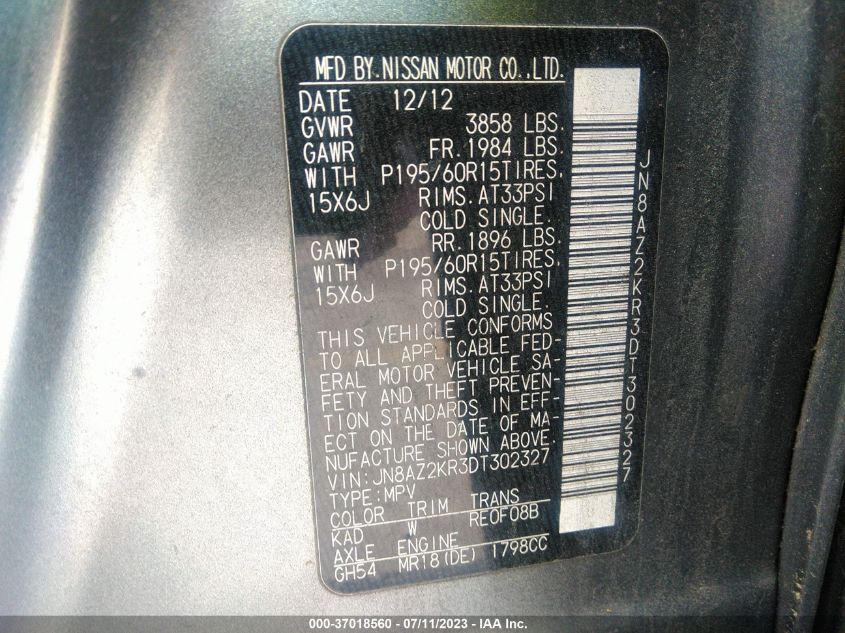 MFD BY.NISSAN MOTOR CO.,LTD.
DATE 12/12
GVWR 3858 LBS.
GAWR FR. 1984 LBS.
WITH P195/60R15TIRES.
15X6J RIMS. AT33PSI
COLD SINGLE.
GAWR RR. 1896 LBS.
WITH P195/60R15TIRES.
15X6J RIMS. AT33PSI
COLD SINGLE.
THIS VEHICLE CONFORMS
TO ALL APPLICABLE FED-
ERAL MOTOR VEHICLE SA-
FETY AND THEFT PREVEN-
TION STANDARDS IN EFF-
ECT ON THE DATE OF MA-
NUFACTURE SHOWN ABOVE.
VIN:JN8AZ2KR3DT302327
TYPE:MPV
COLOR TRIM TRANS
KAD W RE0F08B
AXLE ENGINE
GH54 MR18(DE) 1798CC
JN8AZ2KR3DT302327
000-37018560 - 07/11/2023 - IAA Inc.